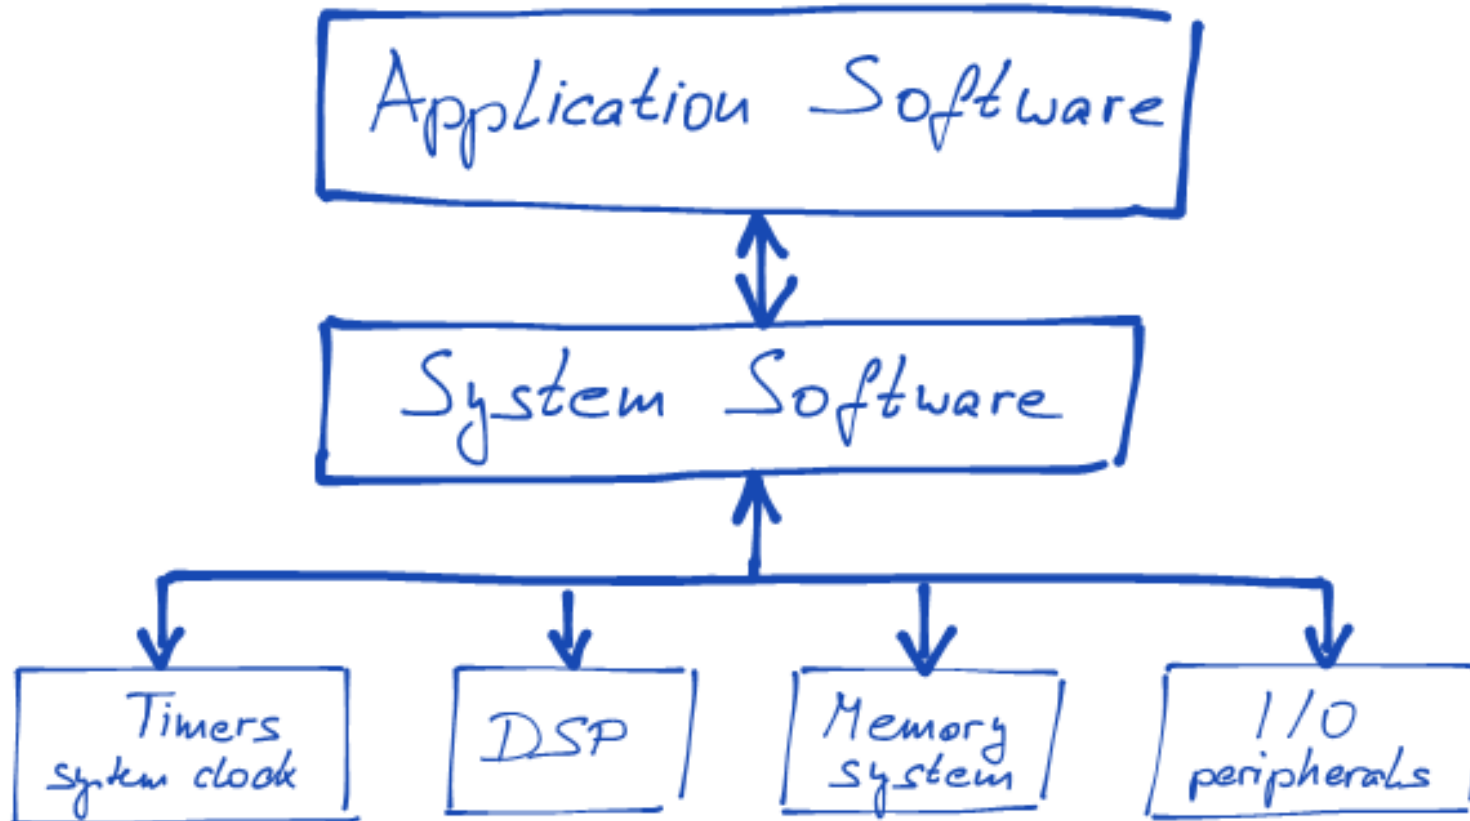 Application Software
System Software
Timers
system clock
DSP
Memory
system
I/O
peripherals